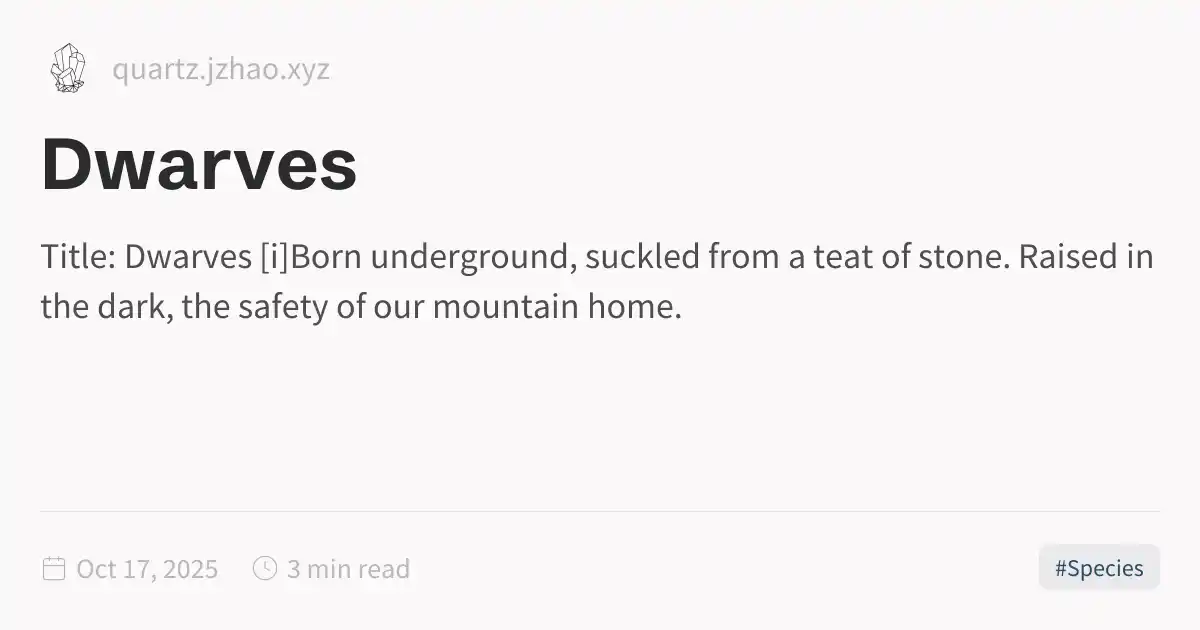 quartz.jzhao.xyz
Dwarves
Title: Dwarves [i]Born underground, suckled from a teat of stone. Raised in
the dark, the safety of our mountain home.
Oct 17, 2025 3 min read #Species